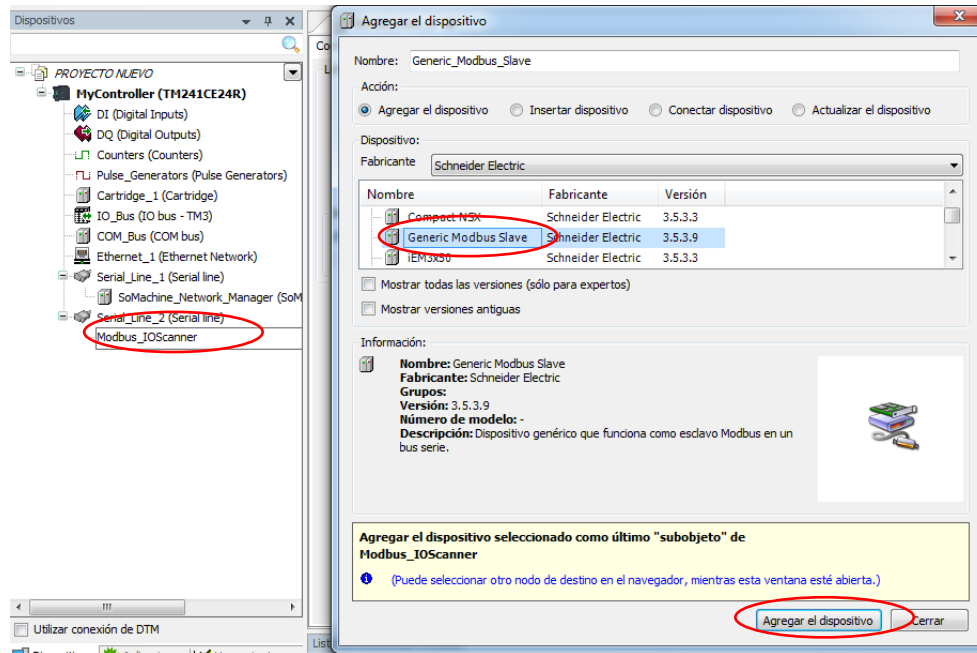 Dispositivos
PROYECTO NUEVO
MyController (TM241CE24R)
DI (Digital Inputs)
DQ (Digital Outputs)
Counters (Counters)
Pulse_Generators (Pulse Generators)
Cartridge_1 (Cartridge)
IO_Bus (IO bus - TM3)
COM_Bus (COM bus)
Ethernet_1 (Ethernet Network)
Serial_Line_1 (Serial line)
SoMachine_Network_Manager (SoM
Serial_Line_2 (Serial line)
Modbus_IOScanner
Utilizar conexión de DTM
Co
L
List
Agregar el dispositivo
Nombre: Generic_Modbus_Slave
Acción:
Agregar el dispositivo Insertar dispositivo Conectar dispositivo Actualizar el dispositivo
Dispositivo:
Fabricante Schneider Electric
Nombre Fabricante Versión
Compact NSX Schneider Electric 3.5.3.3
Generic Modbus Slave Schneider Electric 3.5.3.9
iEM3x50 Schneider Electric 3.5.3.3
Mostrar todas las versiones (sólo para expertos)
Mostrar versiones antiguas
Información:
Nombre: Generic Modbus Slave
Fabricante: Schneider Electric
Grupos:
Versión: 3.5.3.9
Número de modelo: -
Descripción: Dispositivo genérico que funciona como esclavo Modbus en un
bus serie.
Agregar el dispositivo seleccionado como último "subobjeto" de
Modbus_IOScanner
(Puede seleccionar otro nodo de destino en el navegador, mientras esta ventana esté abierta.)
Agregar el dispositivo Cerrar